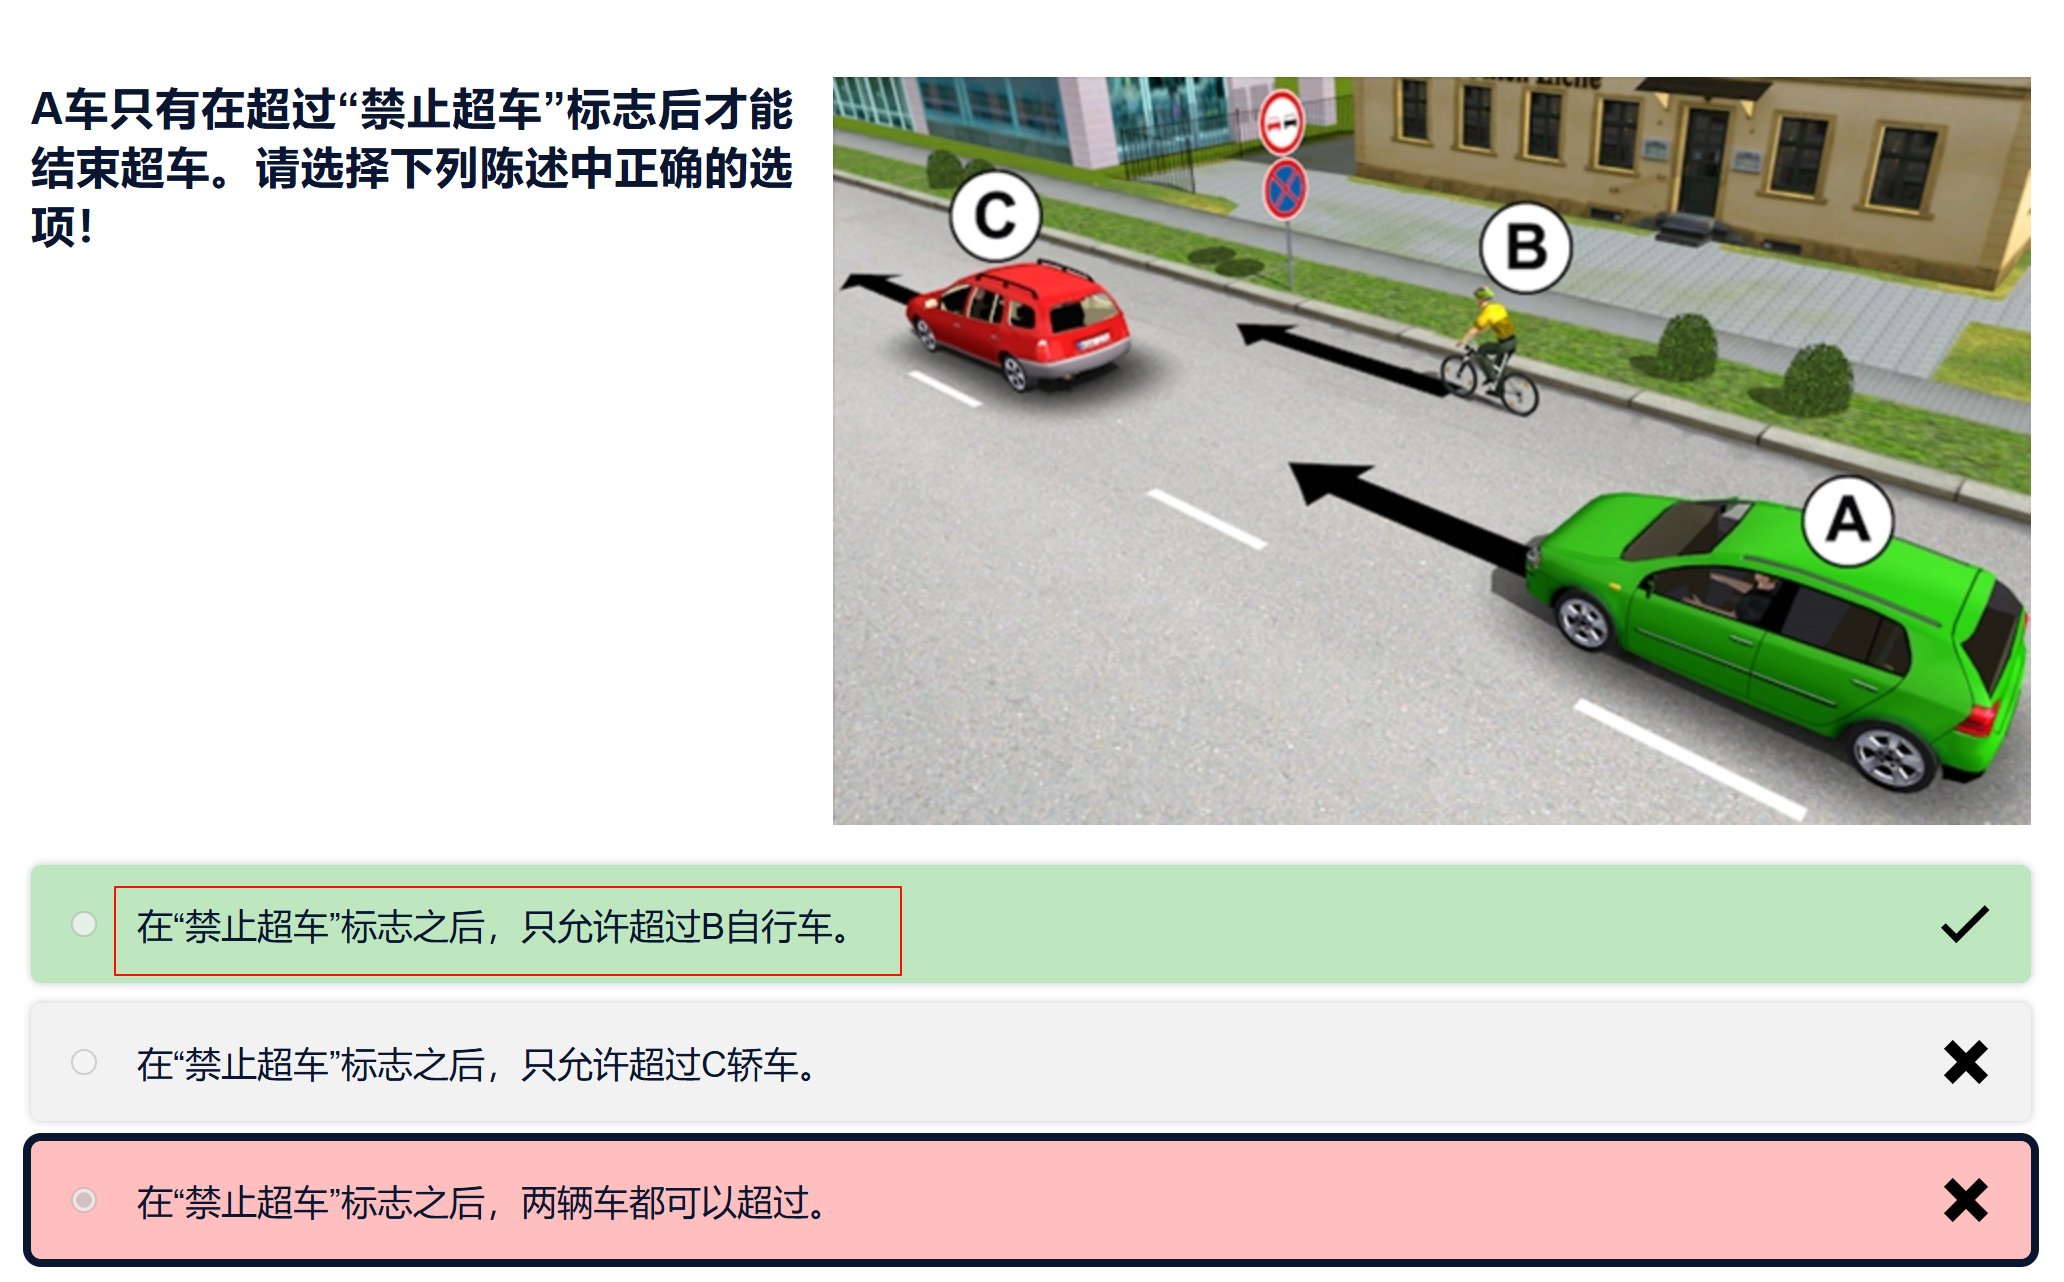 A车只有在超过“禁止超车”标志后才能
结束超车。请选择下列陈述中正确的选
项！
C
B
A
在“禁止超车”标志之后，只允许超过B自行车。
在“禁止超车”标志之后，只允许超过C轿车。
在“禁止超车”标志之后，两辆车都可以超过。